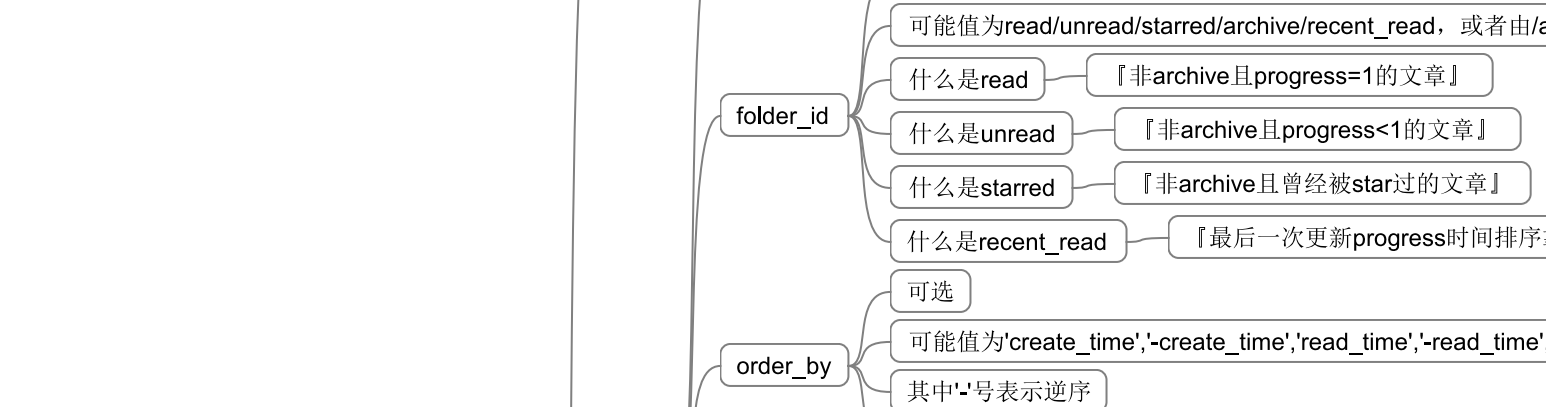 可能值为read/unread/starred/archive/recent_read，或者由/a
什么是read
『非archive且progress=1的文章』
folder_id
什么是unread
『非archive且progress<1的文章』
什么是starred
『非archive且曾经被star过的文章』
什么是recent_read
『最后一次更新progress时间排序
可选
可能值为'create_time','-create_time','read_time','-read_time',
order_by
其中'-'号表示逆序